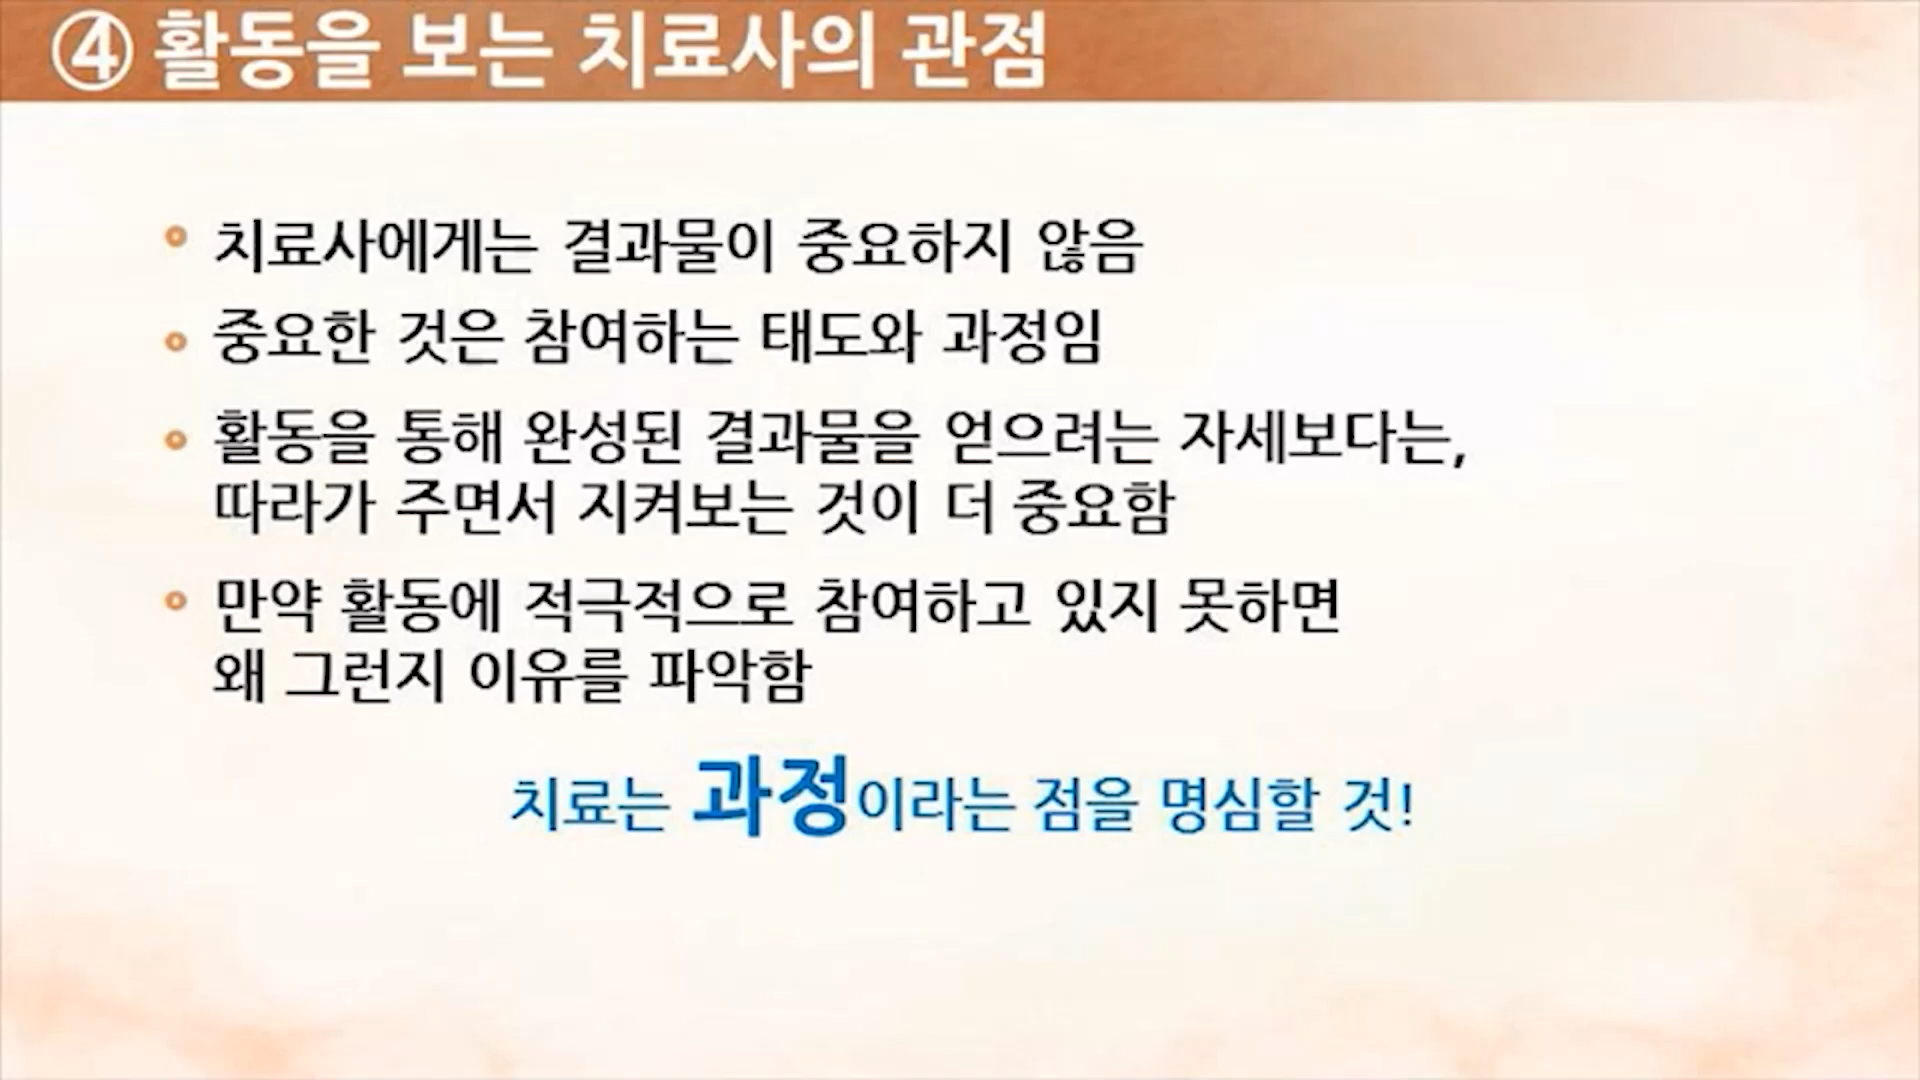 ④ 활동을 보는 치료사의 관점
치료사에게는 결과물이 중요하지 않음
중요한 것은 참여하는 태도와 과정임
활동을 통해 완성된 결과물을 얻으려는 자세보다는,
따라가 주면서 지켜보는 것이 더 중요함
만약 활동에 적극적으로 참여하고 있지 못하면
왜 그런지 이유를 파악함
치료는 과정이라는 점을 명심할 것!